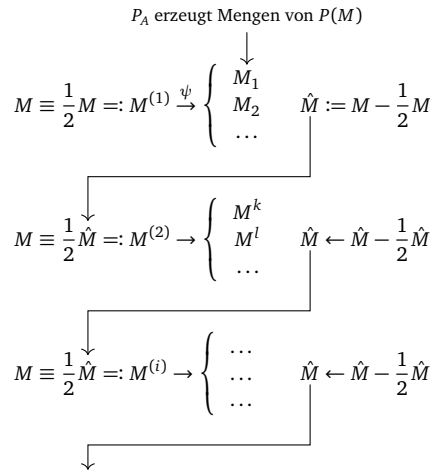 P_A erzeugt Mengen von P(M)
M ≡ 1/2 M =: M^(1) →^ψ { M_1 M_2 … M̂ := M − 1/2 M
M ≡ 1/2 M̂ =: M^(2) → { M^k M^l … M̂ ← M̂ − 1/2 M̂
M ≡ 1/2 M̂ =: M^(i) → { … … … M̂ ← M̂ − 1/2 M̂